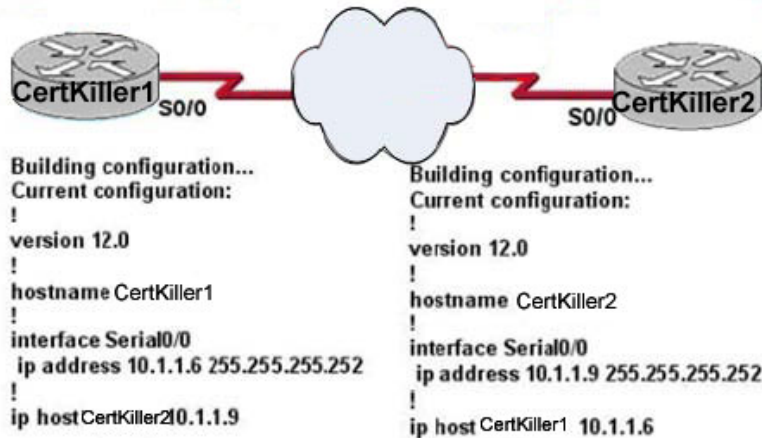 CertKiller1
S0/0
S0/0
CertKiller2
Building configuration...
Current configuration:
!
version 12.0
!
hostname CertKiller1
!
interface Serial0/0
ip address 10.1.1.6 255.255.255.252
!
ip host CertKiller2 10.1.1.9
Building configuration...
Current configuration:
!
version 12.0
!
hostname CertKiller2
!
interface Serial0/0
ip address 10.1.1.9 255.255.255.252
!
ip host CertKiller1 10.1.1.6